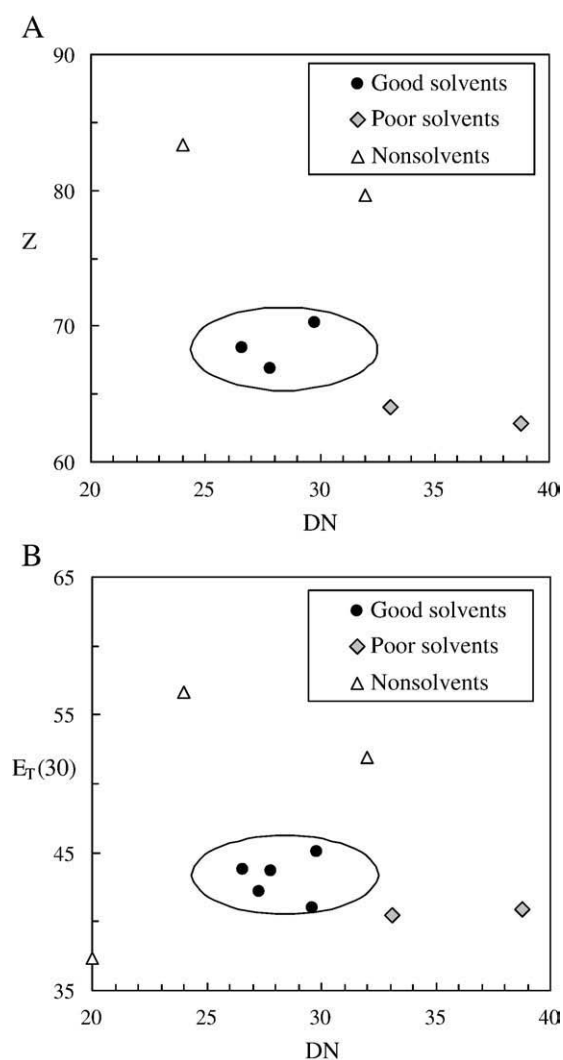 A
90
80
Z
70
60
Good solvents
Poor solvents
Nonsolvents
20 25 30 35 40
DN
B
65
55
E_T(30)
45
35
Good solvents
Poor solvents
Nonsolvents
20 25 30 35 40
DN